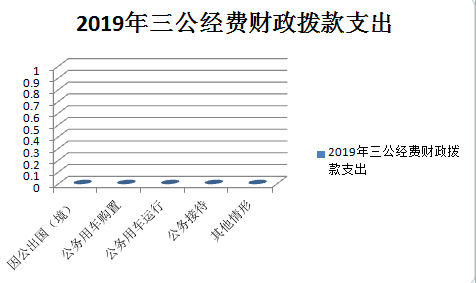 2019年三公经费财政拨款支出
1
0.9
0.8
0.7
0.6
0.5
0.4
0.3
0.2
0.1
0
因公出国（境）
公务用车购置
公务用车运行
公务接待
其他情形
2019年三公经费财政拨
款支出